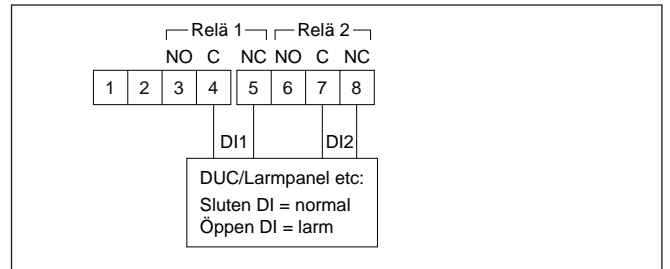 Relä 1 Relä 2
NO C NC NO C NC
1 2 3 4 5 6 7 8
DI1 DI2
DUC/Larmpanel etc:
Sluten DI = normal
Öppen DI = larm